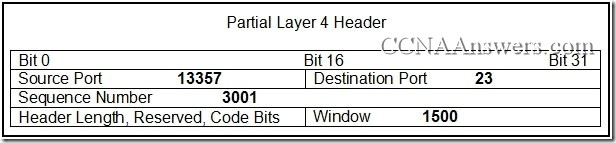 Partial Layer 4 Header
CCNAAnswers.com
Bit 0 Bit 16 Bit 31
Source Port 13357 Destination Port 23
Sequence Number 3001
Header Length, Reserved, Code Bits Window 1500